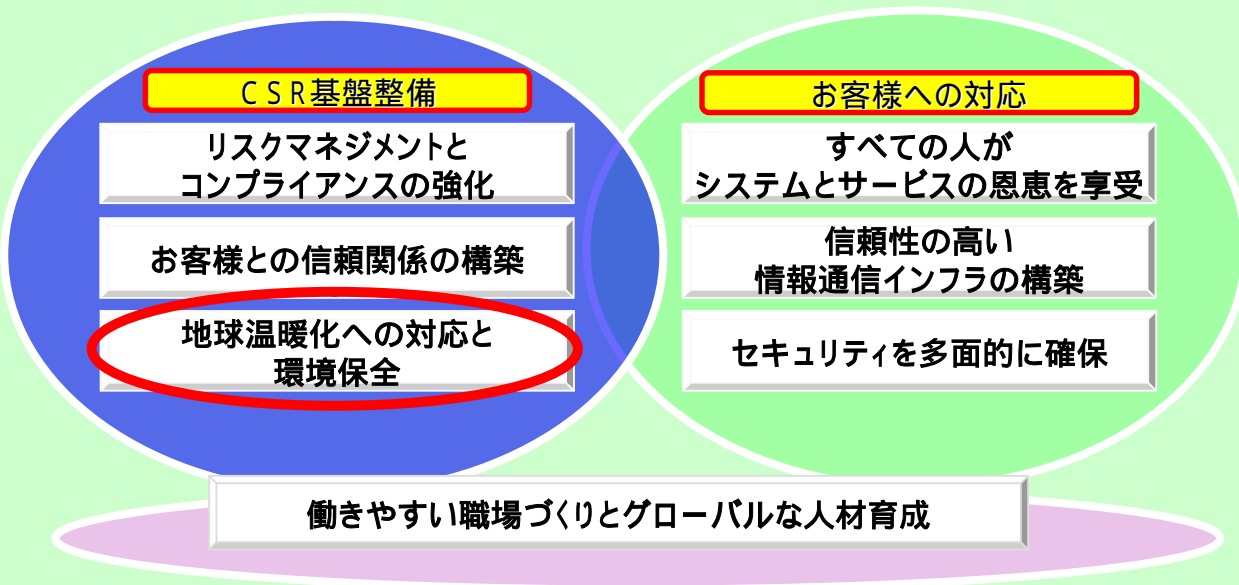 CSR基盤整備
リスクマネジメントと
コンプライアンスの強化
お客様との信頼関係の構築
地球温暖化への対応と
環境保全
お客様への対応
すべての人が
システムとサービスの恩恵を享受
信頼性の高い
情報通信インフラの構築
セキュリティを多面的に確保
働きやすい職場づくりとグローバルな人材育成